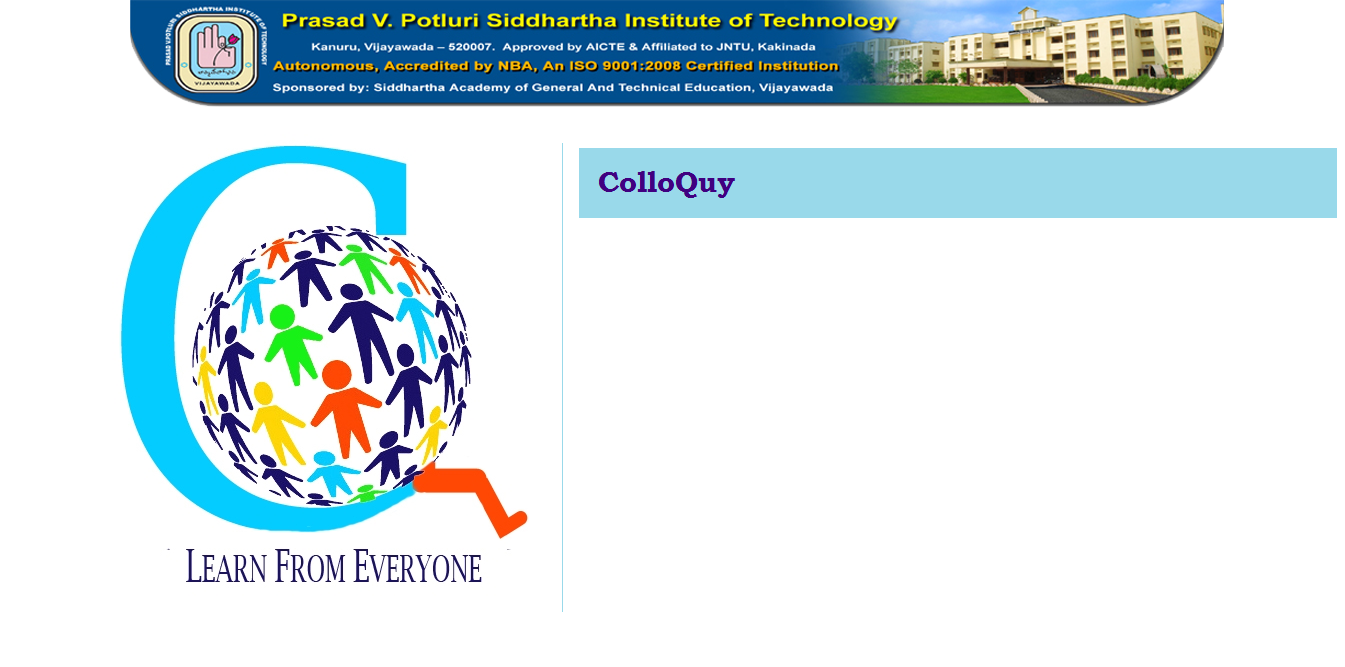 Prasad V. Potluri Siddhartha Institute of Technology
Kanuru, Vijayawada – 520007. Approved by AICTE & Affiliated to JNTU, Kakinada
Autonomous, Accredited by NBA, An ISO 9001:2008 Certified Institution
Sponsored by: Siddhartha Academy of General And Technical Education, Vijayawada
PRASAD V. POTLURI SIDDHARTHA INSTITUTE OF TECHNOLOGY
VIJAYAWADA
ColloQuy
LEARN FROM EVERYONE